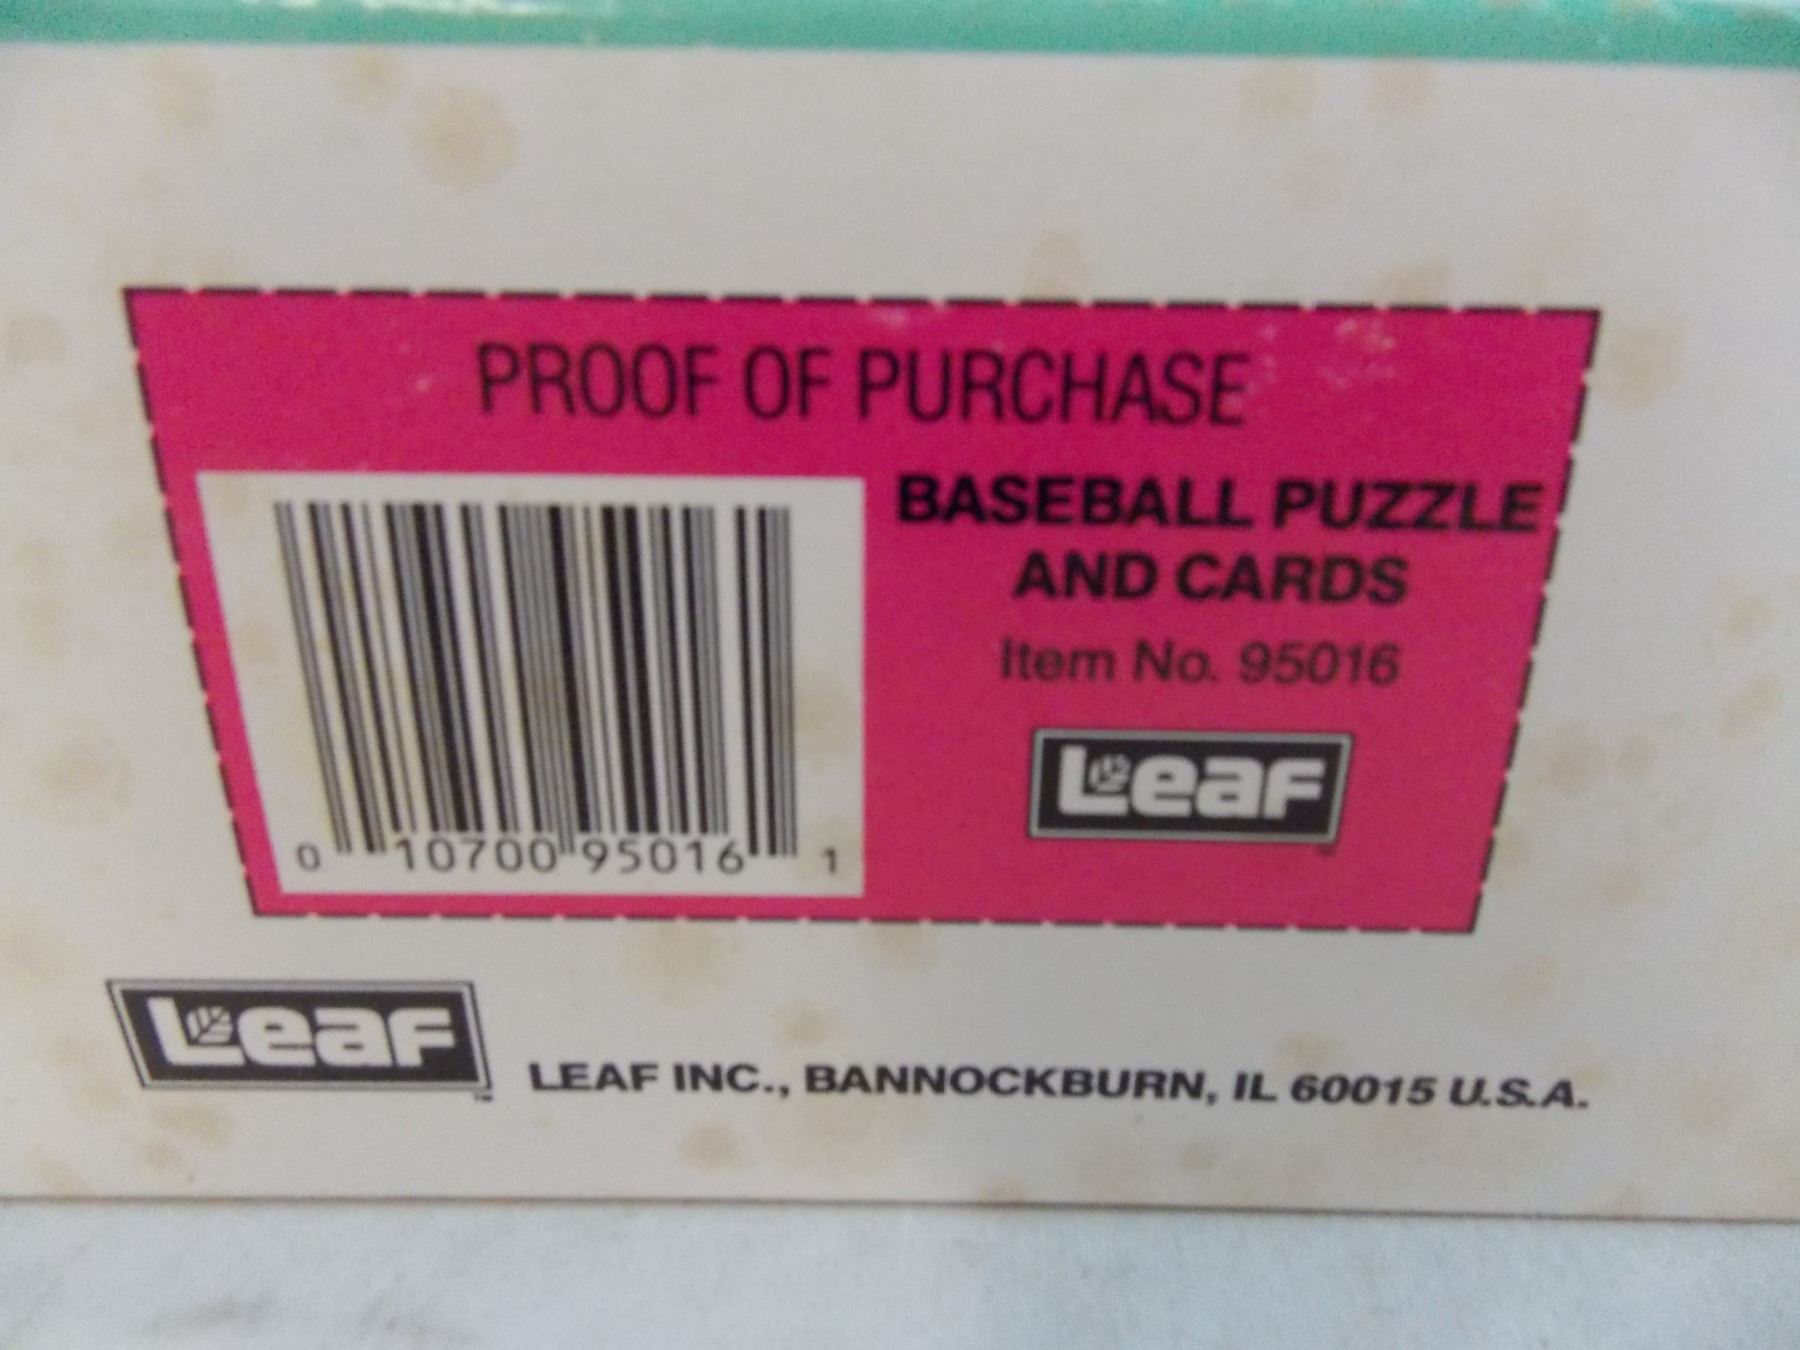 PROOF OF PURCHASE
BASEBALL PUZZLE
AND CARDS
Item No. 95016
Leaf
0 10700 95016 1
Leaf
LEAF INC., BANNOCKBURN, IL 60015 U.S.A.